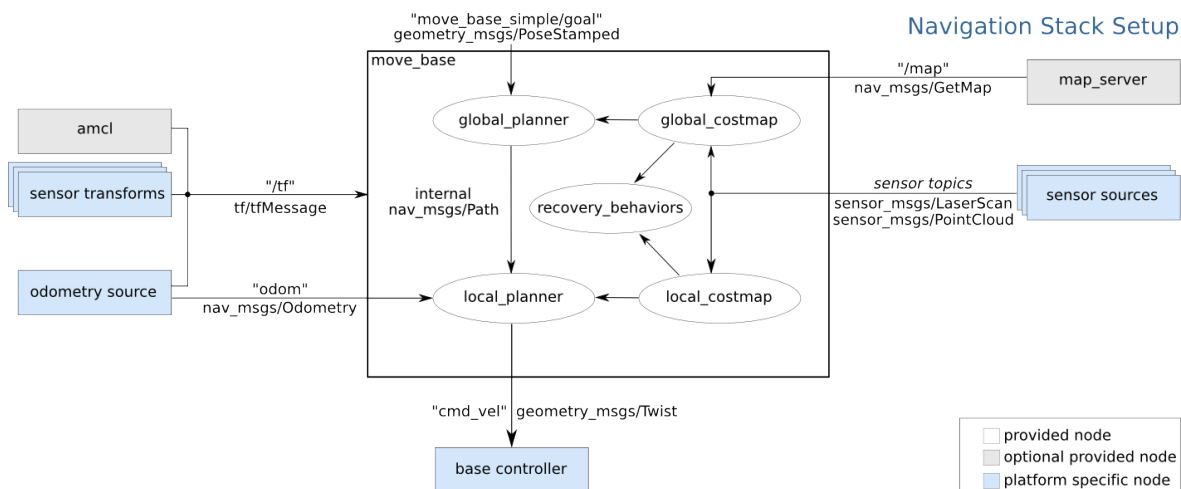 Navigation Stack Setup
"move_base_simple/goal"
geometry_msgs/PoseStamped
move_base
"/map"
nav_msgs/GetMap
map_server
amcl
global_planner
global_costmap
sensor transforms
"/tf"
tf/tfMessage
internal
nav_msgs/Path
recovery_behaviors
sensor topics
sensor_msgs/LaserScan
sensor_msgs/PointCloud
sensor sources
odometry source
"odom"
nav_msgs/Odometry
local_planner
local_costmap
"cmd_vel" geometry_msgs/Twist
base controller
provided node
optional provided node
platform specific node